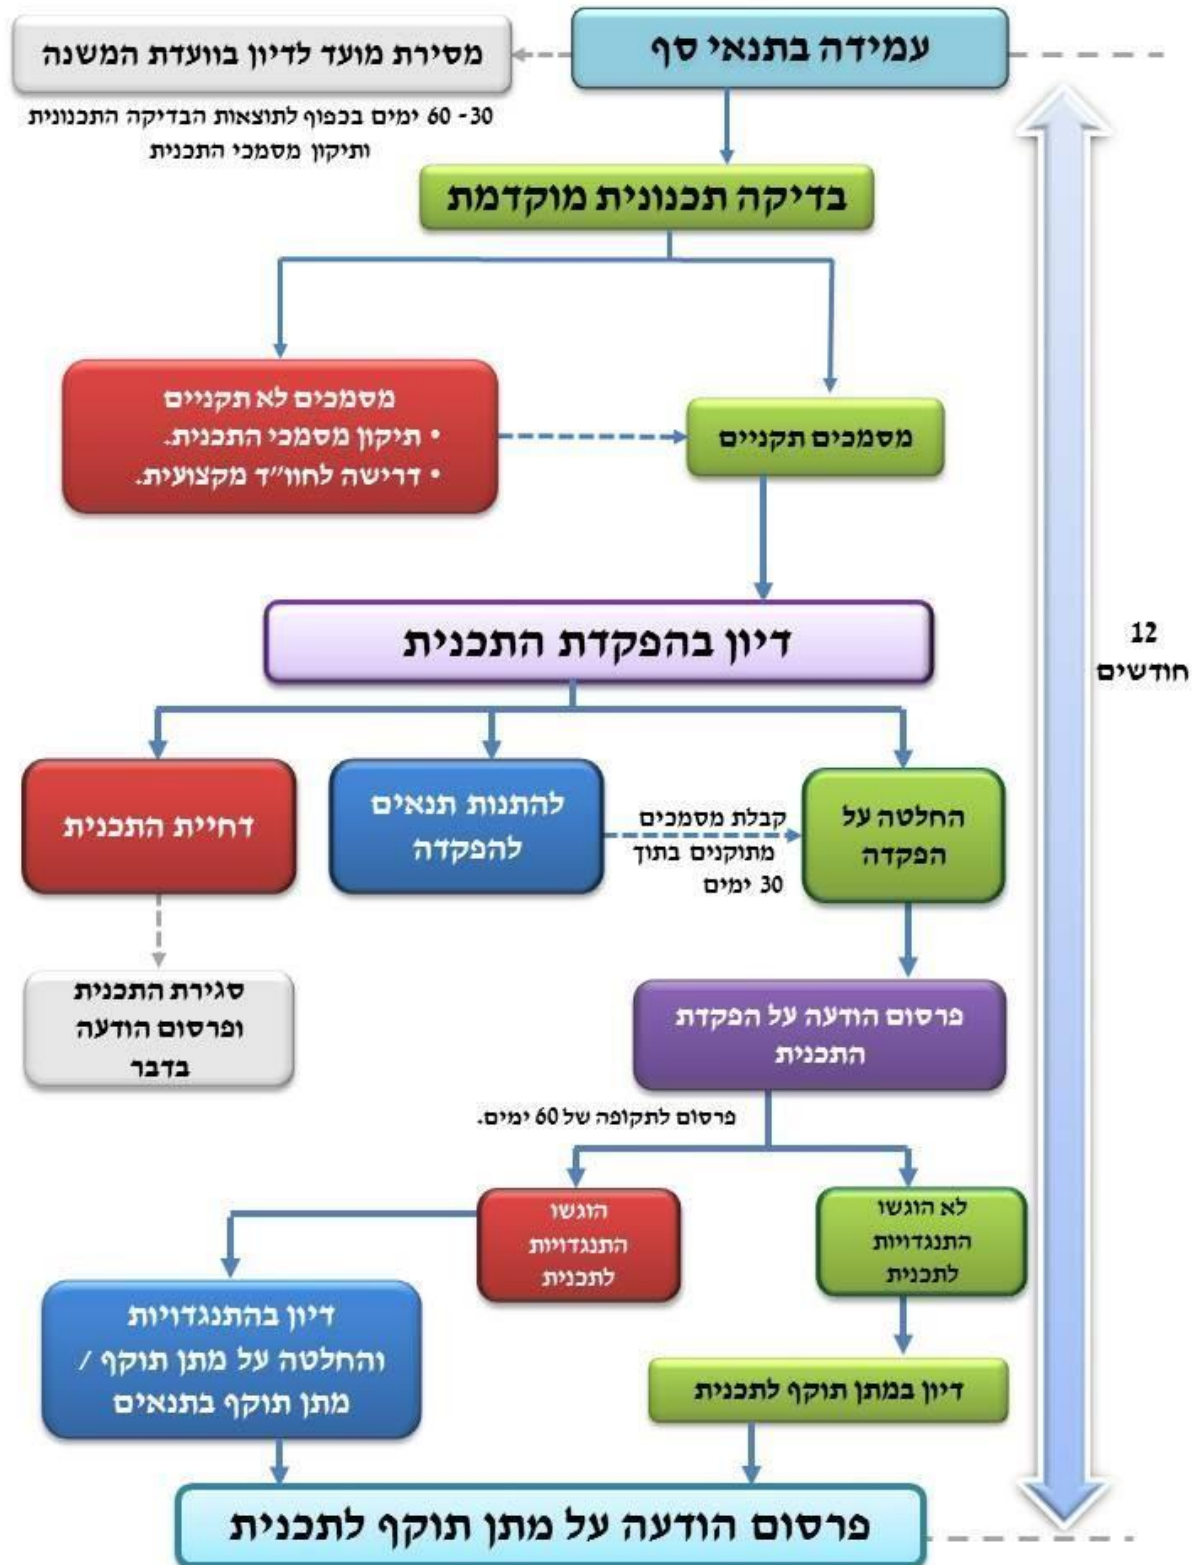 עמידה בתנאי סף
מסירת מועד לדיון בוועדת המשנה
30 - 60 ימים בכפוף לתוצאות הבדיקה התכנונית
ותיקון מסמכי התכנית
בדיקה תכנונית מוקדמת
מסמכים לא תקניים
• תיקון מסמכי התכנית.
• דרישה לחוו"ד מקצועית.
מסמכים תקניים
דיון בהפקדת התכנית
12
חודשים
החלטה על
הפקדה
קבלת מסמכים
מתוקנים בתוך
30 ימים
להתנות תנאים
להפקדה
דחיית התכנית
סגירת התכנית
ופרסום הודעה
בדבר
פרסום הודעה על הפקדת
התכנית
פרסום לתקופה של 60 ימים.
לא הוגשו
התנגדויות
לתכנית
הוגשו
התנגדויות
לתכנית
דיון בהתנגדויות
והחלטה על מתן תוקף /
מתן תוקף בתנאים
דיון במתן תוקף לתכנית
פרסום הודעה על מתן תוקף לתכנית